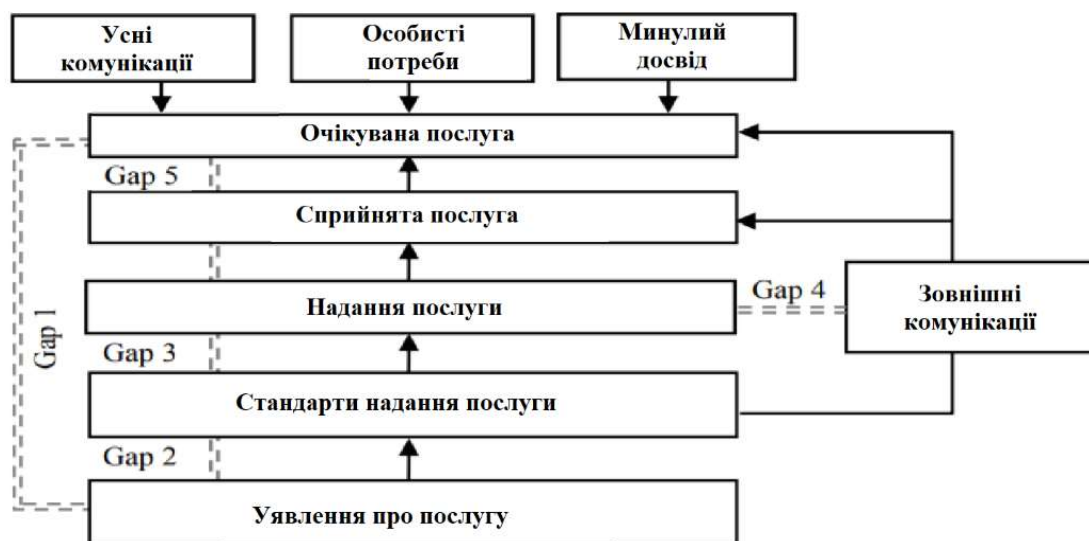 Усні
комунікації
Особисті
потреби
Минулий
досвід
Очікувана послуга
Gap 5
Сприйнята послуга
Надання послуги
Gap 4
Зовнішні
комунікації
Gap 1
Gap 3
Стандарти надання послуги
Gap 2
Уявлення про послугу